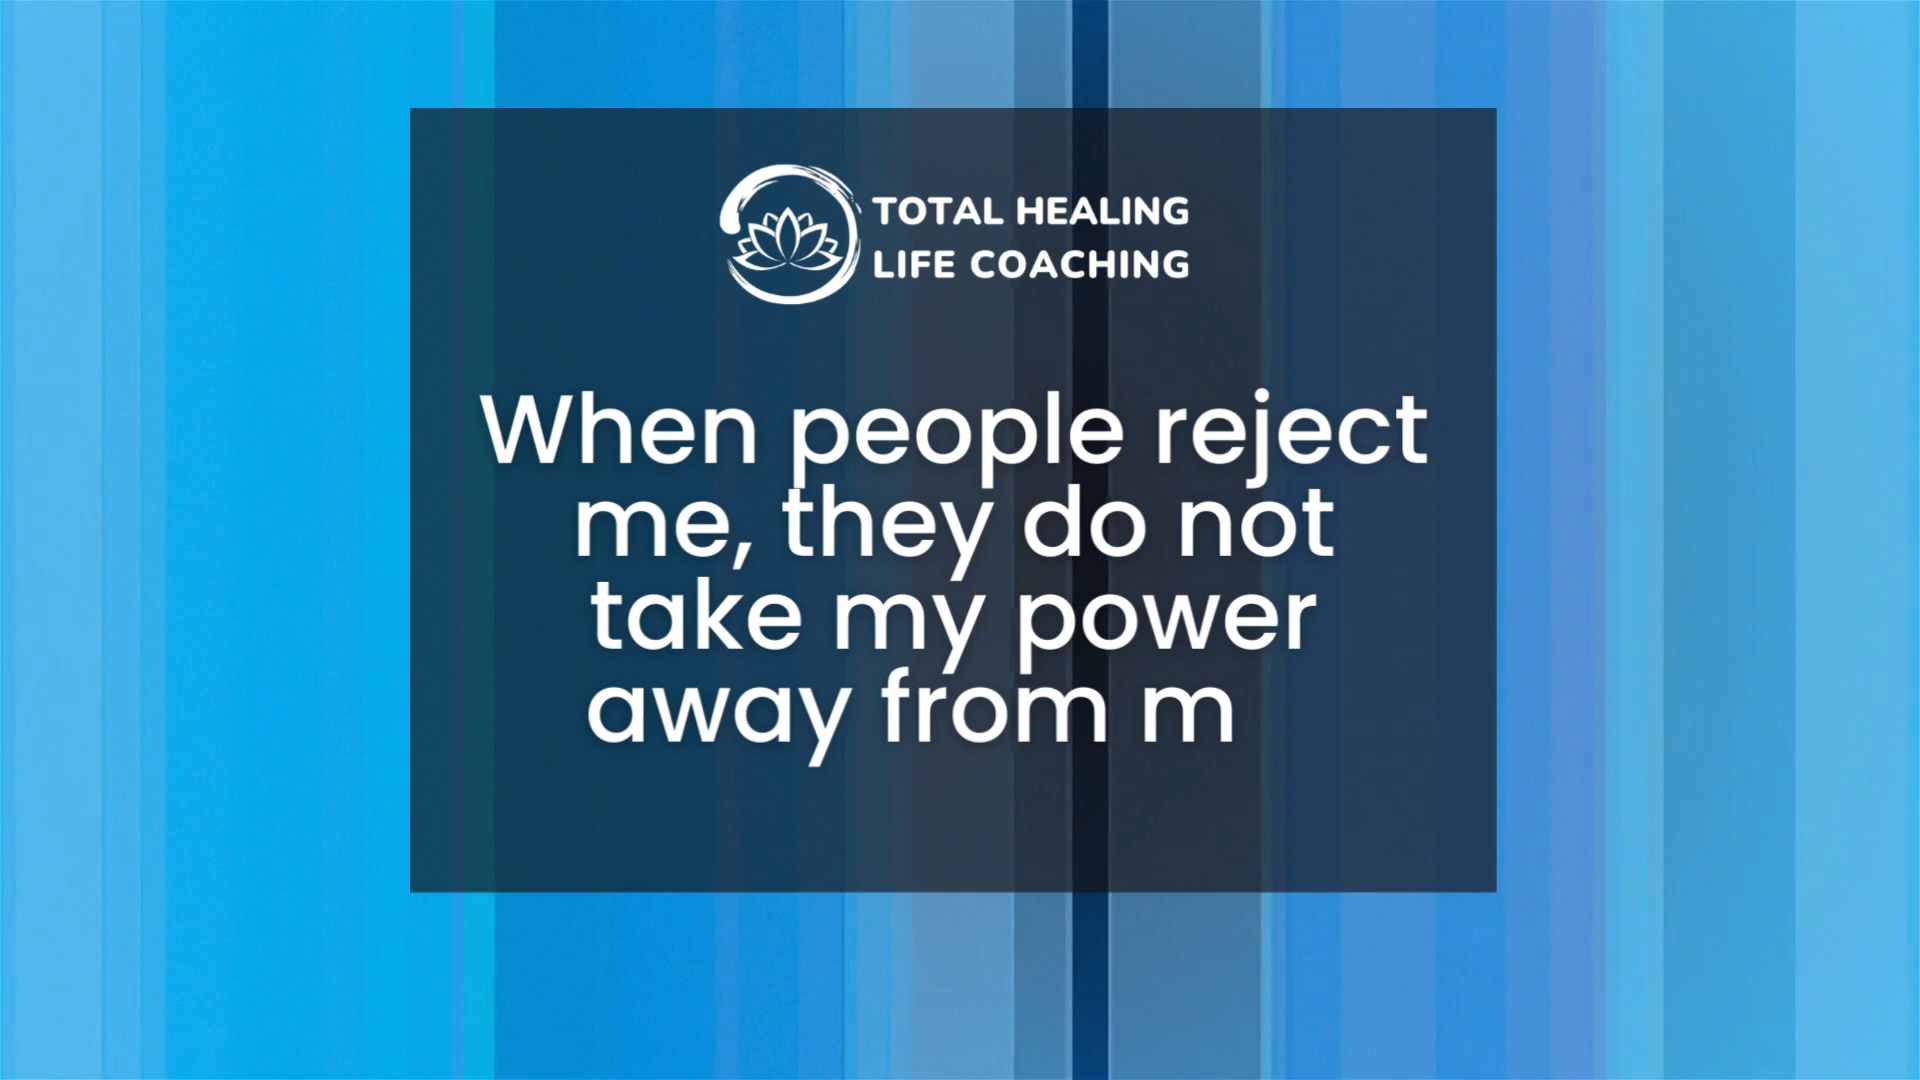 TOTAL HEALING
LIFE COACHING
When people reject
me, they do not
take my power
away from m